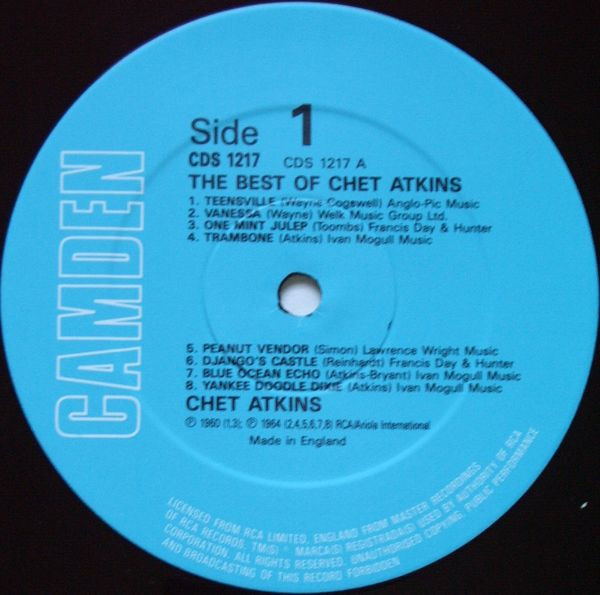 CAMDEN
Side 1
CDS 1217 CDS 1217 A
THE BEST OF CHET ATKINS
1. TEENSVILLE (Wayne Cogswell) Anglo-Pic Music
2. VANESSA (Wayne) Welk Music Group Ltd.
3. ONE MINT JULEP (Toombs) Francis Day & Hunter
4. TRAMBONE (Atkins) Ivan Mogull Music
5. PEANUT VENDOR (Simon) Lawrence Wright Music
6. DJANGO'S CASTLE (Reinhardt) Francis Day & Hunter
7. BLUE OCEAN ECHO (Atkins-Bryant) Ivan Mogull Music
8. YANKEE DOODLE DIXIE (Atkins) Ivan Mogull Music
CHET ATKINS
℗ 1960 (1,3); ℗ 1964 (2,4,5,6,7,8) RCA/Ariola International
Made in England
LICENSED FROM RCA LIMITED, ENGLAND FROM MASTER RECORDINGS
OF RCA RECORDS. TM(S) ® MARCA(S) REGISTRADA(S) USED BY AUTHORITY OF RCA
CORPORATION. ALL RIGHTS RESERVED. UNAUTHORISED COPYING, PUBLIC PERFORMANCE
AND BROADCASTING OF THIS RECORD FORBIDDEN